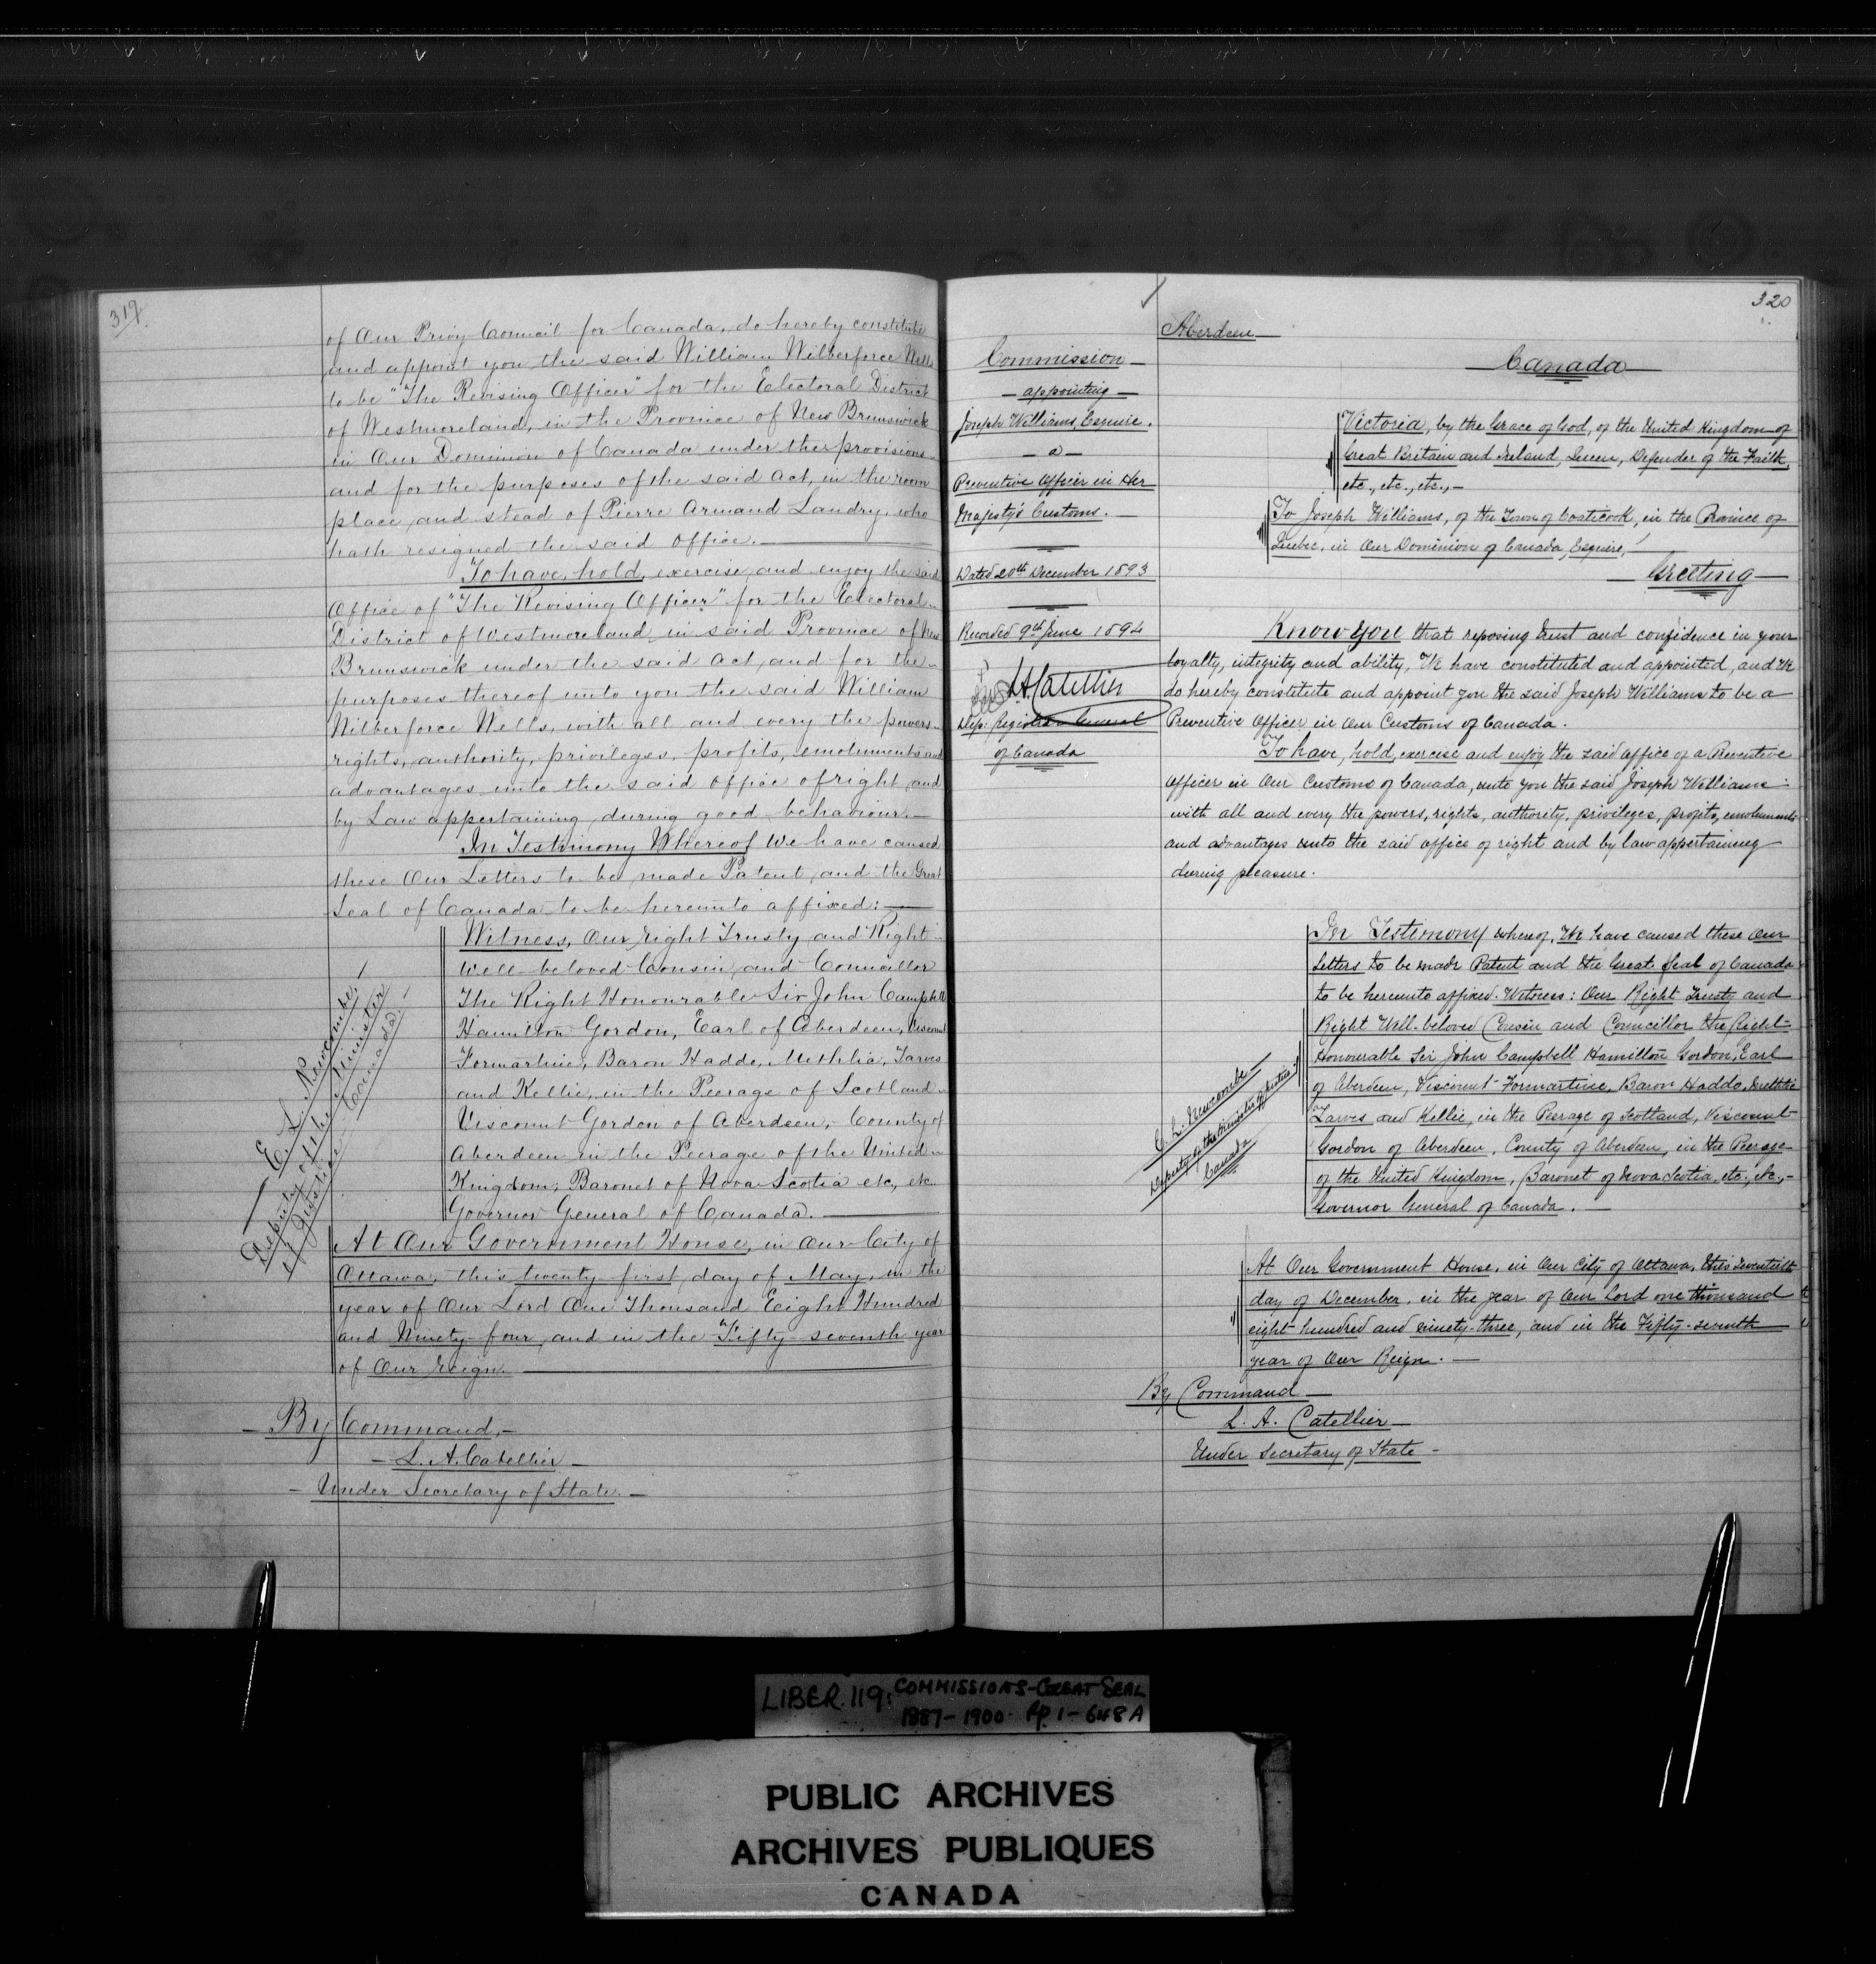 319.
of Our Privy Council for Canada, do hereby constitute
and appoint you the said William Wilberforce Wells
to be "The Revising Officer" for the Electoral District
of Westmoreland, in the Province of New Brunswick
in Our Dominion of Canada under the provisions
and for the purposes of the said Act, in the room
place and stead of Pierre Armand Landry, who
hath resigned the said office.
To have, hold, exercise and enjoy the said
Office of "The Revising Officer" for the Electoral
District of Westmoreland in said Province of New
Brunswick under the said Act and for the
purposes thereof unto you the said William
Wilberforce Wells, with all and every the powers
rights, authority, privileges, profits, emoluments and
advantages unto the said office of right and
by Law appertaining during good behaviour.
In Testimony Whereof We have caused
these Our Letters to be made Patent, and the Great
Seal of Canada to be hereunto affixed:
Witness, Our right Trusty and Right
Well-beloved Cousin and Councillor
The Right Honourable Sir John Campbell
Hamilton Gordon, Earl of Aberdeen, Viscount
Formartine, Baron Haddo, Methlic, Tarves
and Kellie, in the Peerage of Scotland
Viscount Gordon of Aberdeen, County of
Aberdeen in the Peerage of the United
Kingdom, Baronet of Nova Scotia etc, etc.
Governor General of Canada.
E. L. Newcombe
Deputy of the Minister
of Justice Canada
At Our Government House, in Our City of
Ottawa, this twenty first day of May, in the
year of Our Lord One Thousand Eight Hundred
and Ninety-four, and in the Fifty-seventh year
of Our Reign.
By Command,
L. A. Catellier
Under Secretary of State.
320
Aberdeen
Commission
appointing
Joseph Williams, Esquire.
a
Preventive Officer in Her
Majesty's Customs.
Dated 20th December 1893
Recorded 9th June 1894
LACatellier
Dep: Registrar General
of Canada
Canada
Victoria, by the Grace of God, of the United Kingdom of
Great Britain and Ireland, Queen, Defender of the Faith,
etc., etc., etc.,
To Joseph Williams, of the Town of Coaticook, in the Province of
Quebec, in Our Dominion of Canada, Esquire,
Greeting
Know You that reposing trust and confidence in your
loyalty, integrity and ability, We have constituted and appointed, and We
do hereby constitute and appoint you the said Joseph Williams to be a
Preventive Officer in Our Customs of Canada.
To have, hold, exercise and enjoy the said office of a Preventive
Officer in Our Customs of Canada, unto you the said Joseph Williams
with all and every the powers, rights, authority, privileges, profits, emoluments
and advantages unto the said office of right and by law appertaining
during pleasure.
In Testimony whereof, We have caused these Our
Letters to be made Patent and the Great Seal of Canada
to be hereunto affixed. Witness: Our Right Trusty and
Right Well-beloved Cousin and Councillor the Right
Honourable Sir John Campbell Hamilton Gordon, Earl
of Aberdeen, Viscount Formartine, Baron Haddo, Methlic
Tarves and Kellie, in the Peerage of Scotland, Viscount
Gordon of Aberdeen, County of Aberdeen, in the Peerage
of the United Kingdom, Baronet of Nova Scotia, etc., etc.,
Governor General of Canada.
E. L. Newcombe
Deputy of the Minister of Justice
Canada
At Our Government House, in Our City of Ottawa, this twentieth
day of December, in the year of Our Lord one thousand
eight hundred and ninety-three, and in the Fifty-seventh
year of Our Reign.
By Command
L. A. Catellier
Under Secretary of State
LIBER. 119: COMMISSIONS-GREAT SEAL
1887-1900. Pp 1-648A
PUBLIC ARCHIVES
ARCHIVES PUBLIQUES
CANADA